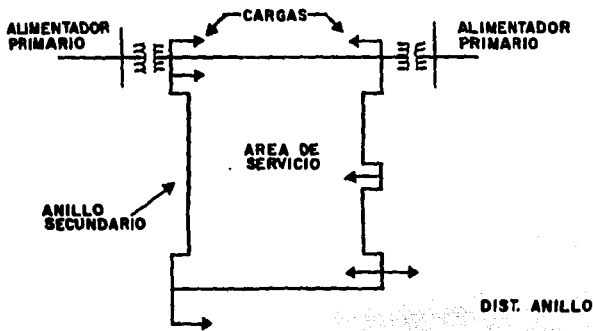 CARGAS
ALIMENTADOR
PRIMARIO
ALIMENTADOR
PRIMARIO
AREA DE
SERVICIO
ANILLO
SECUNDARIO
DIST. ANILLO